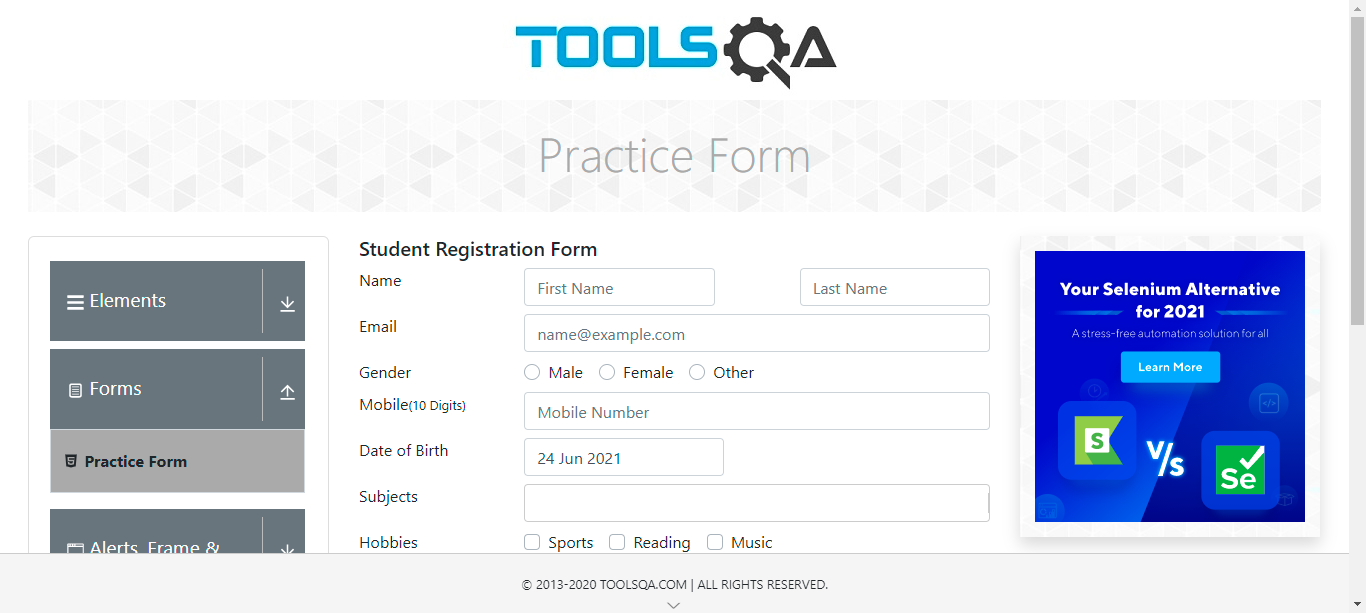 TOOLSQA
Practice Form
Elements
Forms
Practice Form
Alerts, Frame &
Student Registration Form
Name
First Name
Last Name
Email
name@example.com
Gender
Male
Female
Other
Mobile(10 Digits)
Mobile Number
Date of Birth
24 Jun 2021
Subjects
Hobbies
Sports
Reading
Music
Your Selenium Alternative
for 2021
A stress-free automation solution for all
Learn More
S
V/s
Se
</>
© 2013-2020 TOOLSQA.COM | ALL RIGHTS RESERVED.